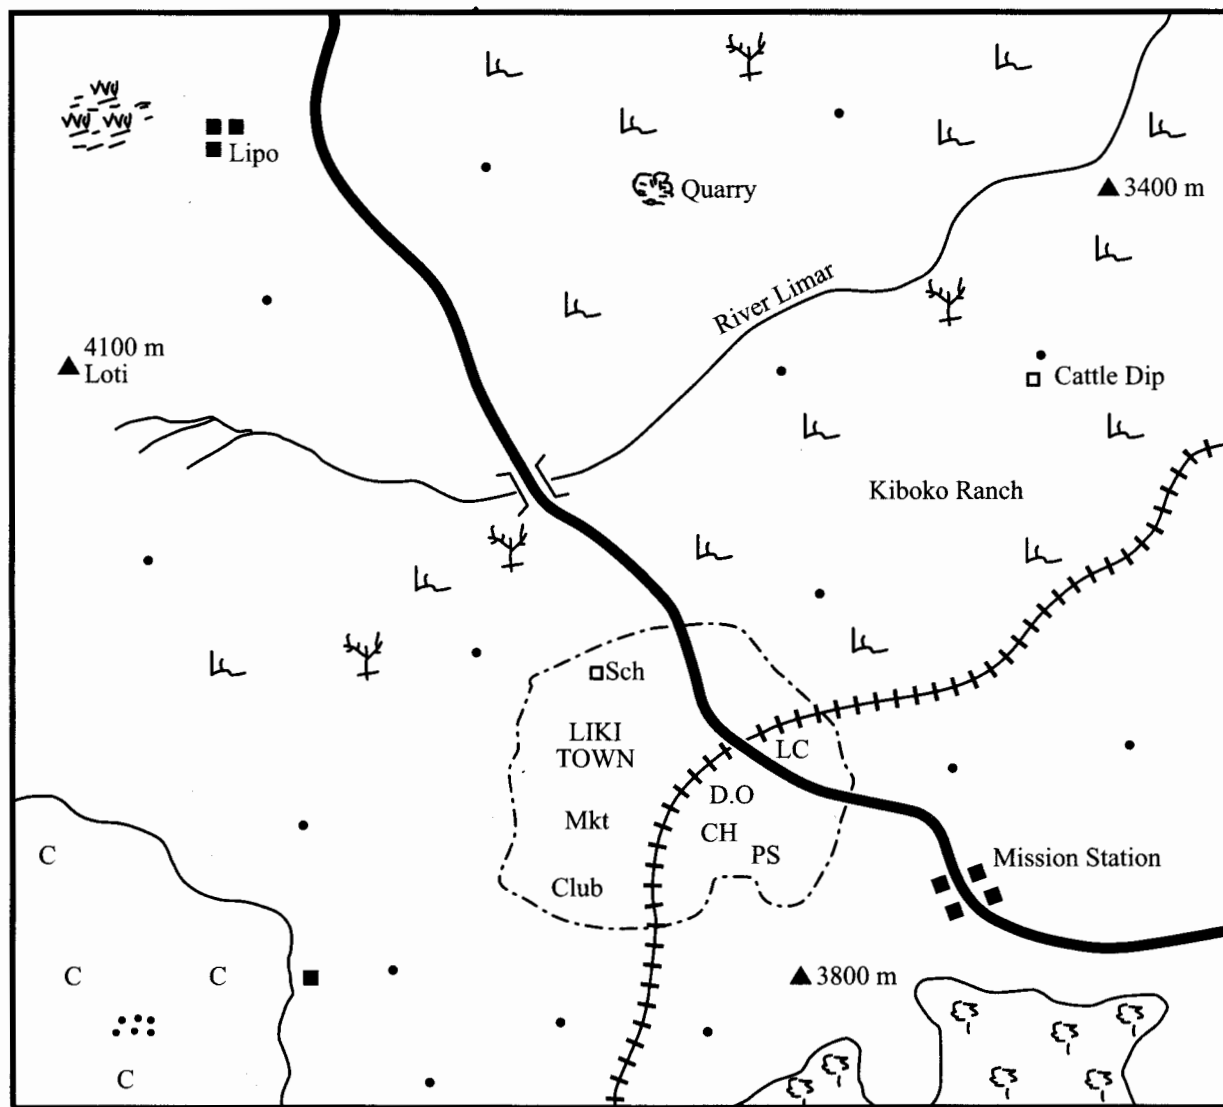 Lipo
Quarry
3400 m
River Limar
4100 m
Loti
Cattle Dip
Kiboko Ranch
Sch
LIKI
TOWN
LC
D.O
Mkt
CH
PS
Club
Mission Station
C
C
C
3800 m
C